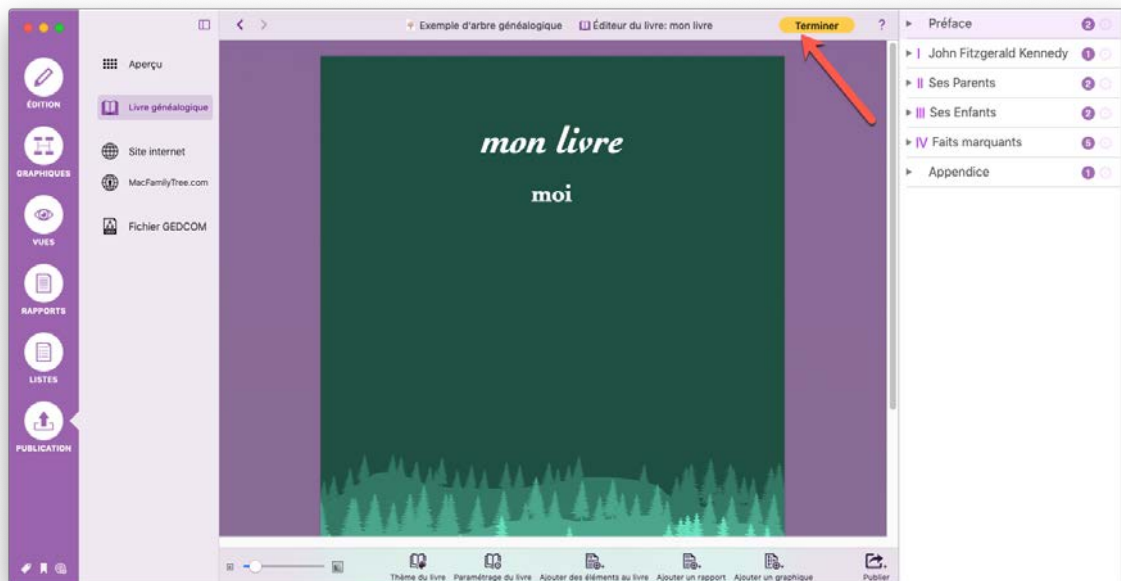 ÉDITION
GRAPHIQUES
VUES
RAPPORTS
LISTES
PUBLICATION
Aperçu
Livre généalogique
Site internet
MacFamilyTree.com
Fichier GEDCOM
Exemple d'arbre généalogique
Éditeur du livre: mon livre
Terminer
?
mon livre
moi
Thème du livre
Paramétrage du livre
Ajouter des éléments au livre
Ajouter un rapport
Ajouter un graphique
Publier
Préface 2
I John Fitzgerald Kennedy 1
II Ses Parents 2
III Ses Enfants 2
IV Faits marquants 5
Appendice 1